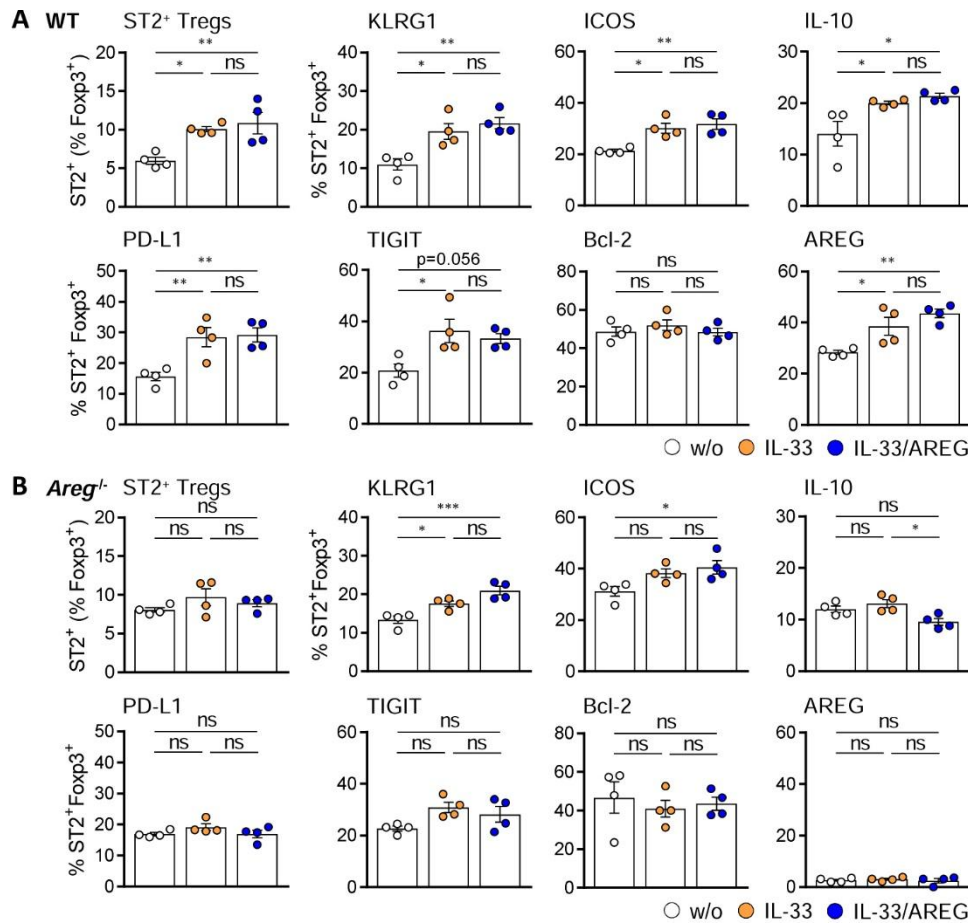 A WT
ST2⁺ Tregs
KLRG1
ICOS
IL-10
ST2⁺ (% Foxp3⁺)
20
15
10
5
0
**
*
ns
% ST2⁺ Foxp3⁺
40
30
20
10
0
**
*
ns
60
40
20
0
**
*
ns
30
20
10
0
*
*
ns
PD-L1
TIGIT
Bcl-2
AREG
% ST2⁺ Foxp3⁺
50
40
30
20
10
0
**
**
ns
60
40
20
0
p=0.056
*
ns
80
60
40
20
0
ns
ns
ns
60
40
20
0
**
*
ns
w/o IL-33 IL-33/AREG
B Areg⁻/⁻
ST2⁺ Tregs
KLRG1
ICOS
IL-10
ST2⁺ (% Foxp3⁺)
20
15
10
5
0
ns
ns
ns
% ST2⁺Foxp3⁺
40
30
20
10
0
***
*
ns
60
40
20
0
*
ns
ns
30
20
10
0
ns
ns
*
PD-L1
TIGIT
Bcl-2
AREG
% ST2⁺Foxp3⁺
50
40
30
20
10
0
ns
ns
ns
60
40
20
0
ns
ns
ns
80
60
40
20
0
ns
ns
ns
60
40
20
0
ns
ns
ns
w/o IL-33 IL-33/AREG